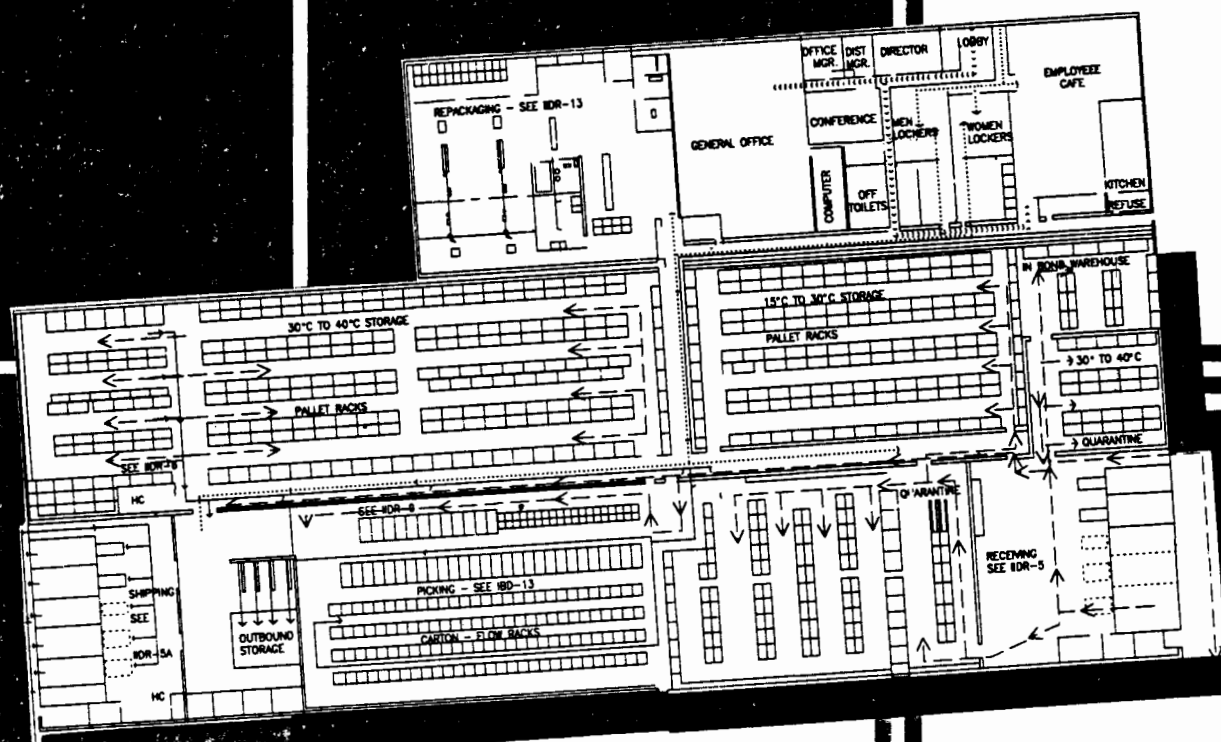 OFFICE MGR.
DIST MGR.
DIRECTOR
LOBBY
EMPLOYEEE CAFE
REPACKAGING - SEE IIDR-13
CONFERENCE
MEN LOCKERS
WOMEN LOCKERS
GENERAL OFFICE
COMPUTER
OFF TOILETS
KITCHEN
REFUSE
IN BOND WAREHOUSE
30°C TO 40°C STORAGE
15°C TO 30°C STORAGE
PALLET RACKS
30° TO 40°C
PALLET RACKS
QUARANTINE
HC
QUARANTINE
RECEIVING
SEE IIDR-5
PICKING - SEE IBD-13
SHIPPING
SEE
IIDR-5A
OUTBOUND
STORAGE
CARTON - FLOW RACKS
HC